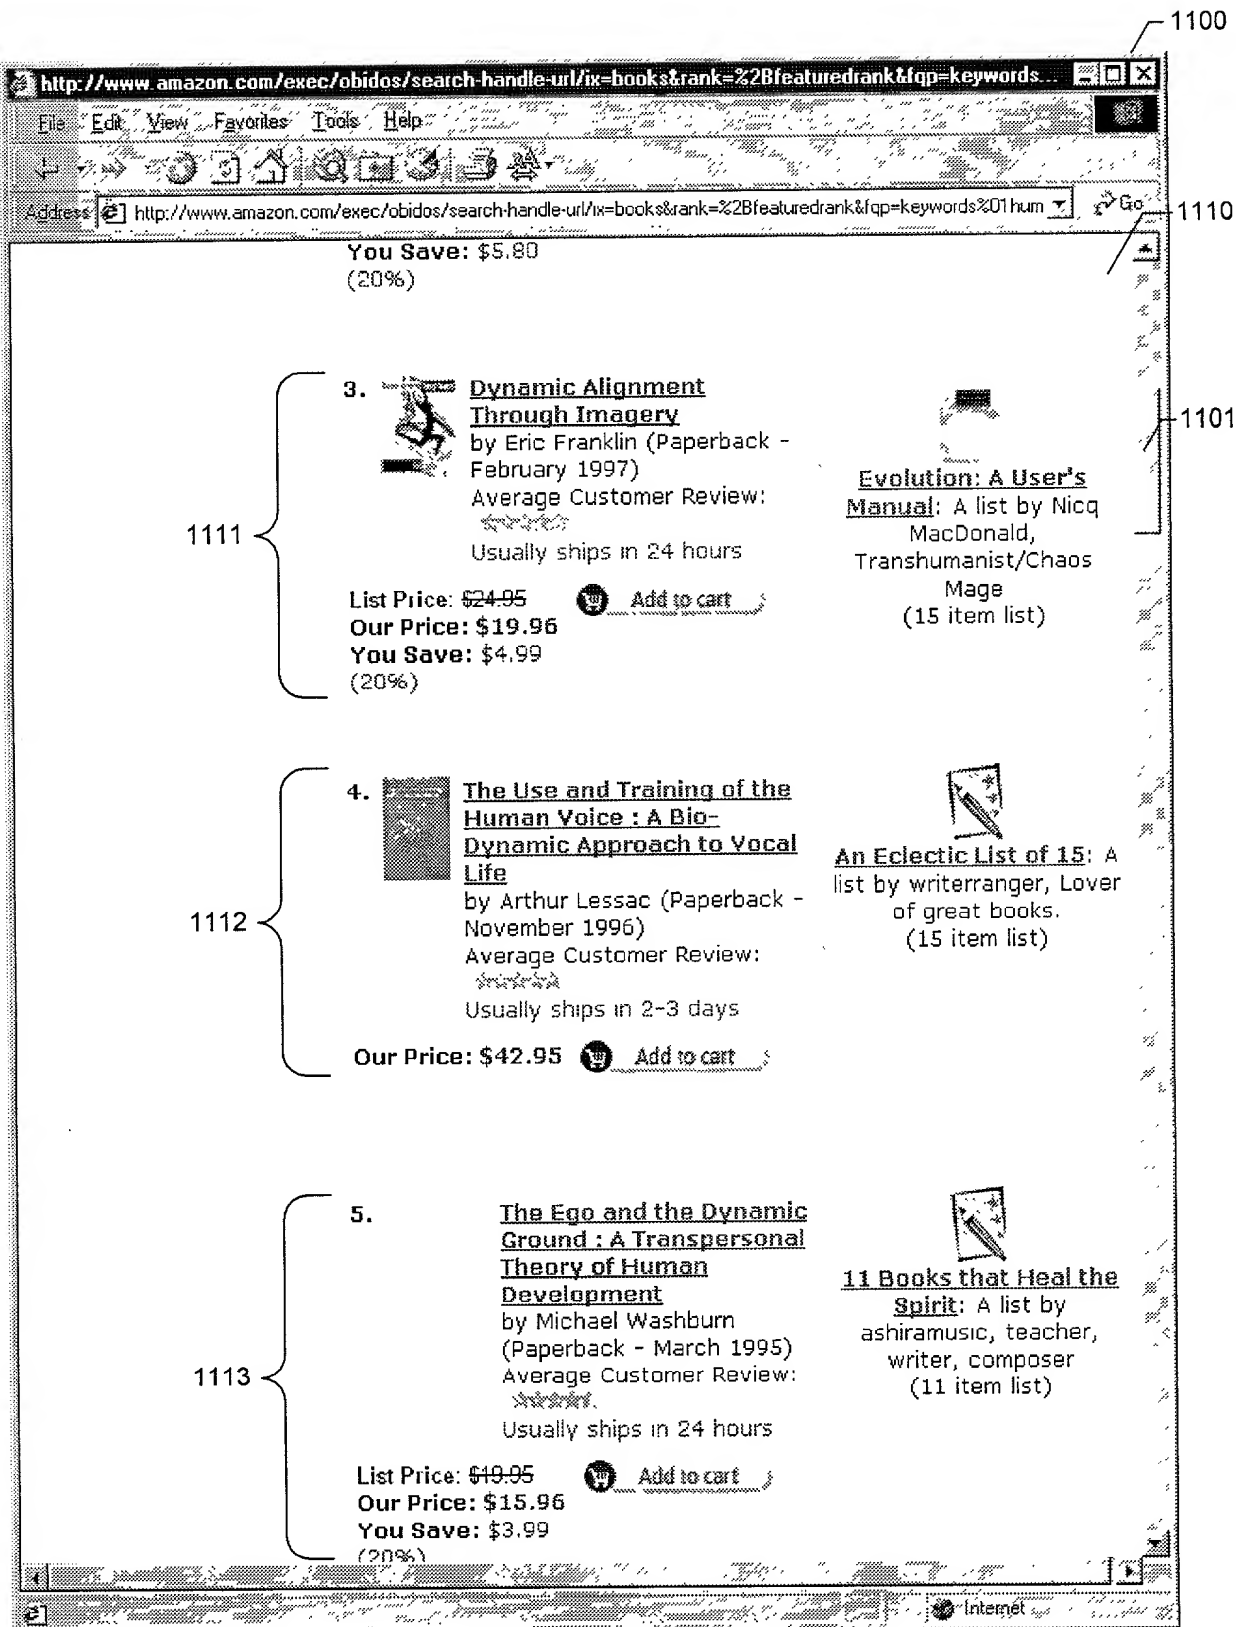 1100
http://www.amazon.com/exec/obidos/search-handle-url/ix=books&rank=%2Bfeaturedrank&fqp=keywords...
File Edit View Favorites Tools Help
Address http://www.amazon.com/exec/obidos/search-handle-url/ix=books&rank=%2Bfeaturedrank&fqp=keywords%01hum Go
1110
You Save: $5.80
(20%)
1101
1111
3. Dynamic Alignment
Through Imagery
by Eric Franklin (Paperback -
February 1997)
Average Customer Review:
Usually ships in 24 hours
List Price: $24.95 Add to cart
Our Price: $19.96
You Save: $4.99
(20%)
Evolution: A User's
Manual: A list by Nicq
MacDonald,
Transhumanist/Chaos
Mage
(15 item list)
1112
4. The Use and Training of the
Human Voice : A Bio-
Dynamic Approach to Vocal
Life
by Arthur Lessac (Paperback -
November 1996)
Average Customer Review:
Usually ships in 2-3 days
Our Price: $42.95 Add to cart
An Eclectic List of 15: A
list by writerranger, Lover
of great books.
(15 item list)
1113
5. The Ego and the Dynamic
Ground : A Transpersonal
Theory of Human
Development
by Michael Washburn
(Paperback - March 1995)
Average Customer Review:
Usually ships in 24 hours
List Price: $19.95 Add to cart
Our Price: $15.96
You Save: $3.99
(20%)
11 Books that Heal the
Spirit: A list by
ashiramusic, teacher,
writer, composer
(11 item list)
Internet